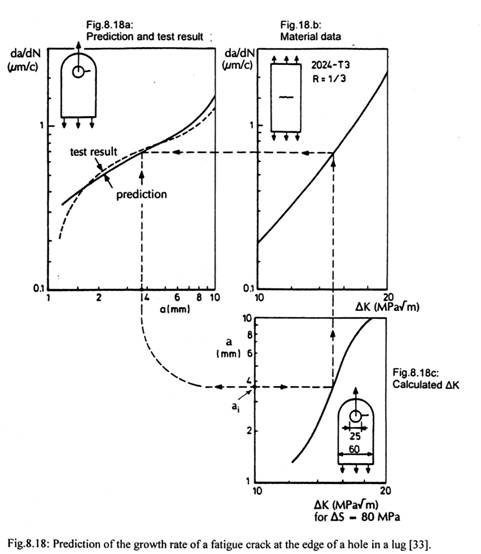 Fig.8.18a:
Prediction and test result
Fig.18.b:
Material data
da/dN
(μm/c)
da/dN
(μm/c)
2024-T3
R = 1/3
1
1
test result
prediction
0.1
0.1
1 2 4 6 8 10
a(mm)
10 20
ΔK (MPa√m)
10
8
6
4
2
1
a
(mm)
ai
Fig.8.18c:
Calculated ΔK
25
60
10 20
ΔK (MPa√m)
for ΔS = 80 MPa
Fig.8.18: Prediction of the growth rate of a fatigue crack at the edge of a hole in a lug [33].